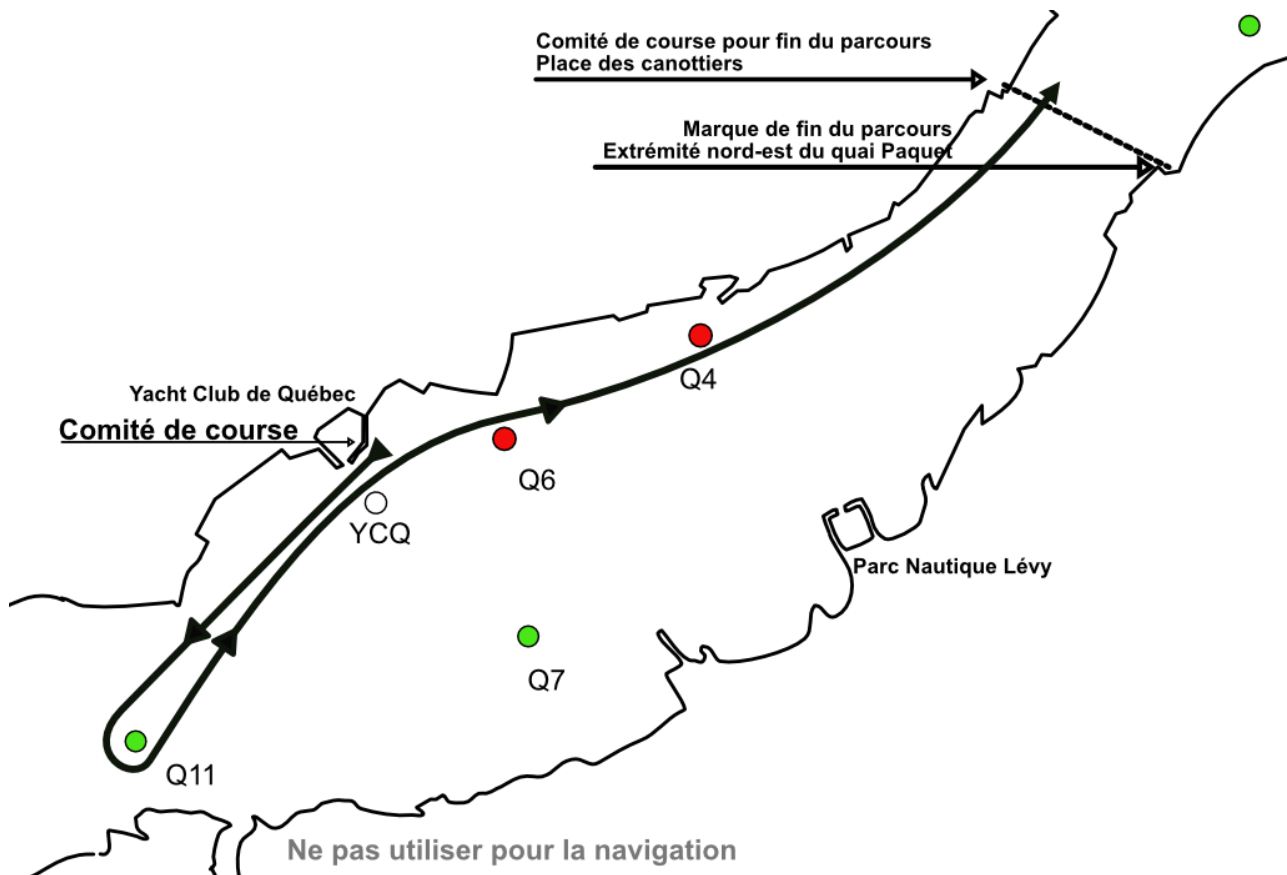 Comité de course pour fin du parcours
Place des canottiers
Marque de fin du parcours
Extrémité nord-est du quai Paquet
Q4
Yacht Club de Québec
Comité de course
Q6
YCQ
Parc Nautique Lévy
Q7
Q11
Ne pas utiliser pour la navigation